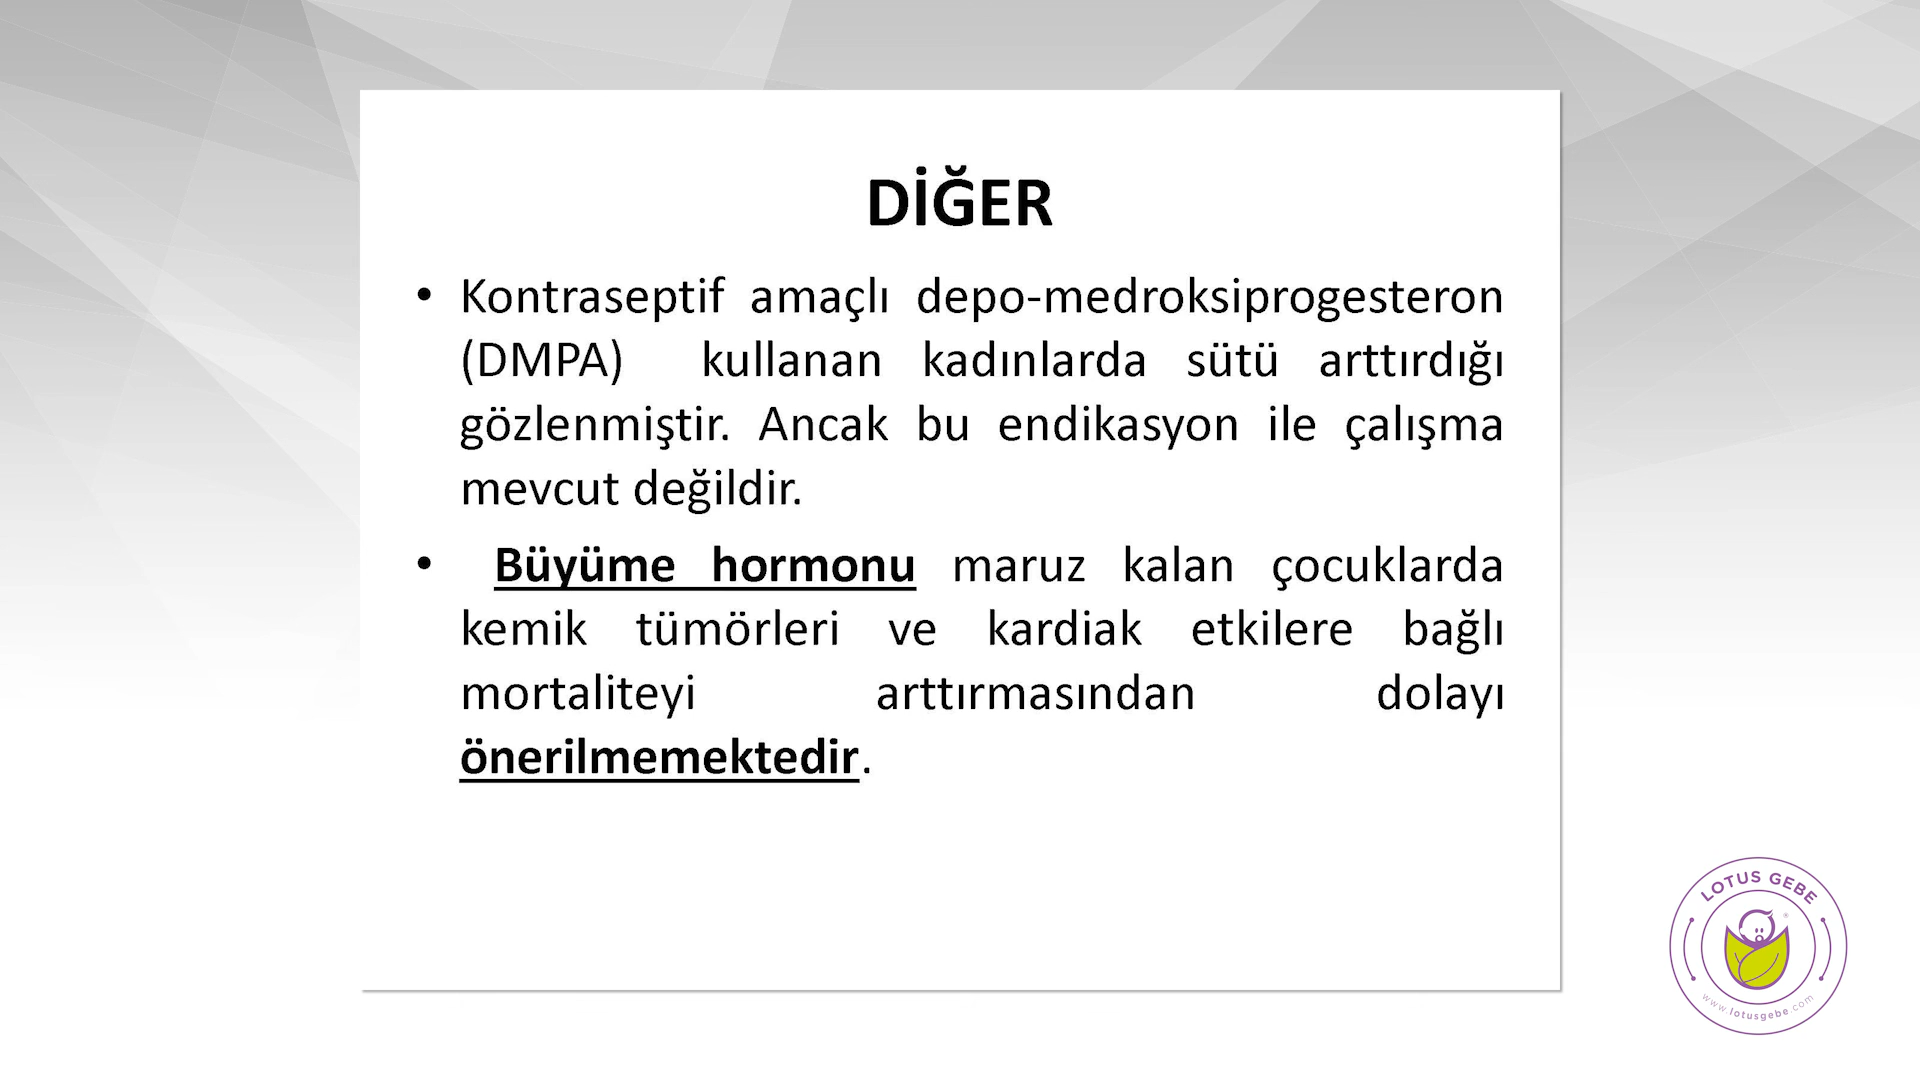 DİĞER
• Kontraseptif amaçlı depo-medroksiprogesteron
(DMPA) kullanan kadınlarda sütü arttırdığı
gözlenmiştir. Ancak bu endikasyon ile çalışma
mevcut değildir.
• Büyüme hormonu maruz kalan çocuklarda
kemik tümörleri ve kardiak etkilere bağlı
mortaliteyi arttırmasından dolayı
önerilmemektedir.
LOTUS GEBE
®
www.lotusgebe.com